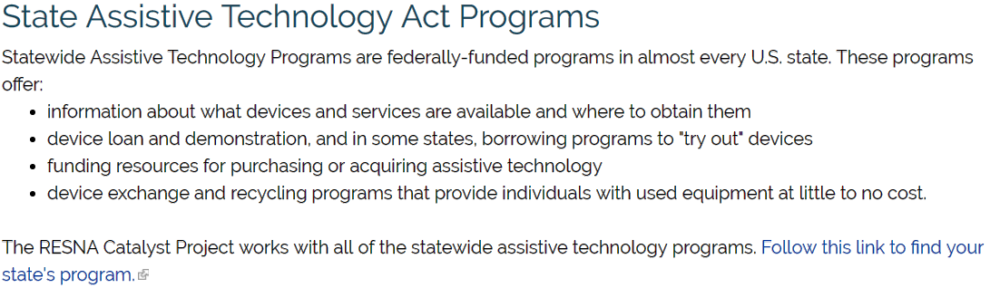 State Assistive Technology Act Programs
Statewide Assistive Technology Programs are federally-funded programs in almost every U.S. state. These programs
offer:
• information about what devices and services are available and where to obtain them
• device loan and demonstration, and in some states, borrowing programs to "try out" devices
• funding resources for purchasing or acquiring assistive technology
• device exchange and recycling programs that provide individuals with used equipment at little to no cost.
The RESNA Catalyst Project works with all of the statewide assistive technology programs. Follow this link to find your
state's program.